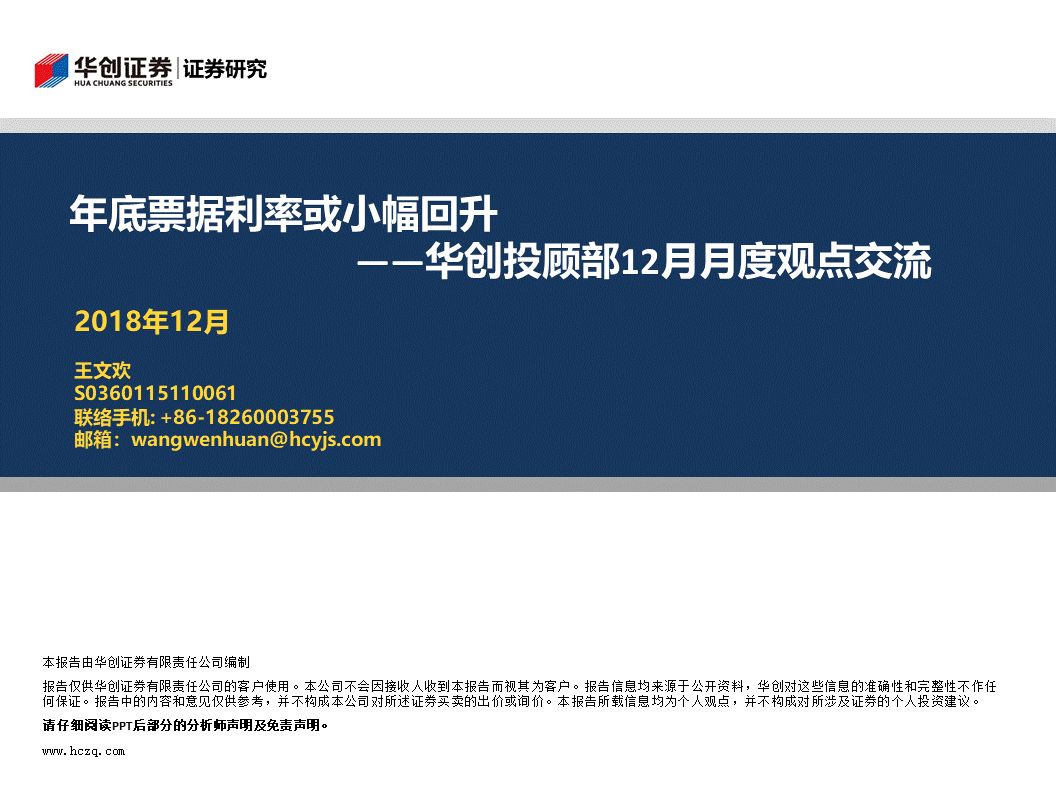 华创证券 证券研究
HUA CHUANG SECURITIES
年底票据利率或小幅回升
——华创投顾部12月月度观点交流
2018年12月
王文欢
S0360115110061
联络手机: +86-18260003755
邮箱：wangwenhuan@hcyjs.com
本报告由华创证券有限责任公司编制
报告仅供华创证券有限责任公司的客户使用。本公司不会因接收人收到本报告而视其为客户。报告信息均来源于公开资料，华创对这些信息的准确性和完整性不作任
何保证。报告中的内容和意见仅供参考，并不构成本公司对所述证券买卖的出价或询价。本报告所载信息均为个人观点，并不构成对所涉及证券的个人投资建议。
请仔细阅读PPT后部分的分析师声明及免责声明。
www.hczq.com